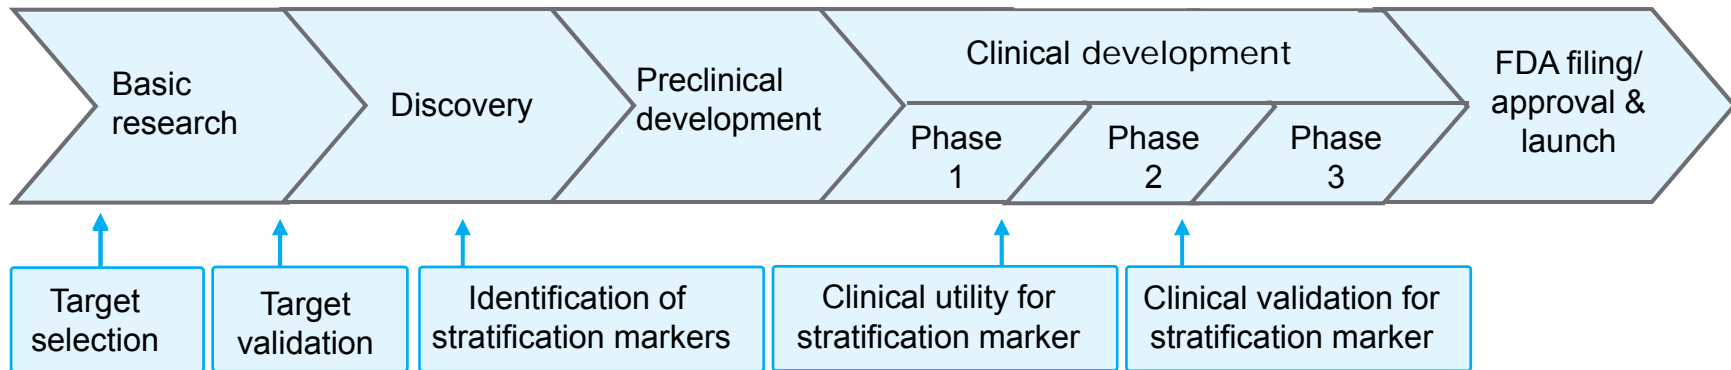 Basic
research
Discovery
Preclinical
development
Clinical development
Phase
1
Phase
2
Phase
3
FDA filing/
approval &
launch
Target
selection
Target
validation
Identification of
stratification markers
Clinical utility for
stratification marker
Clinical validation for
stratification marker